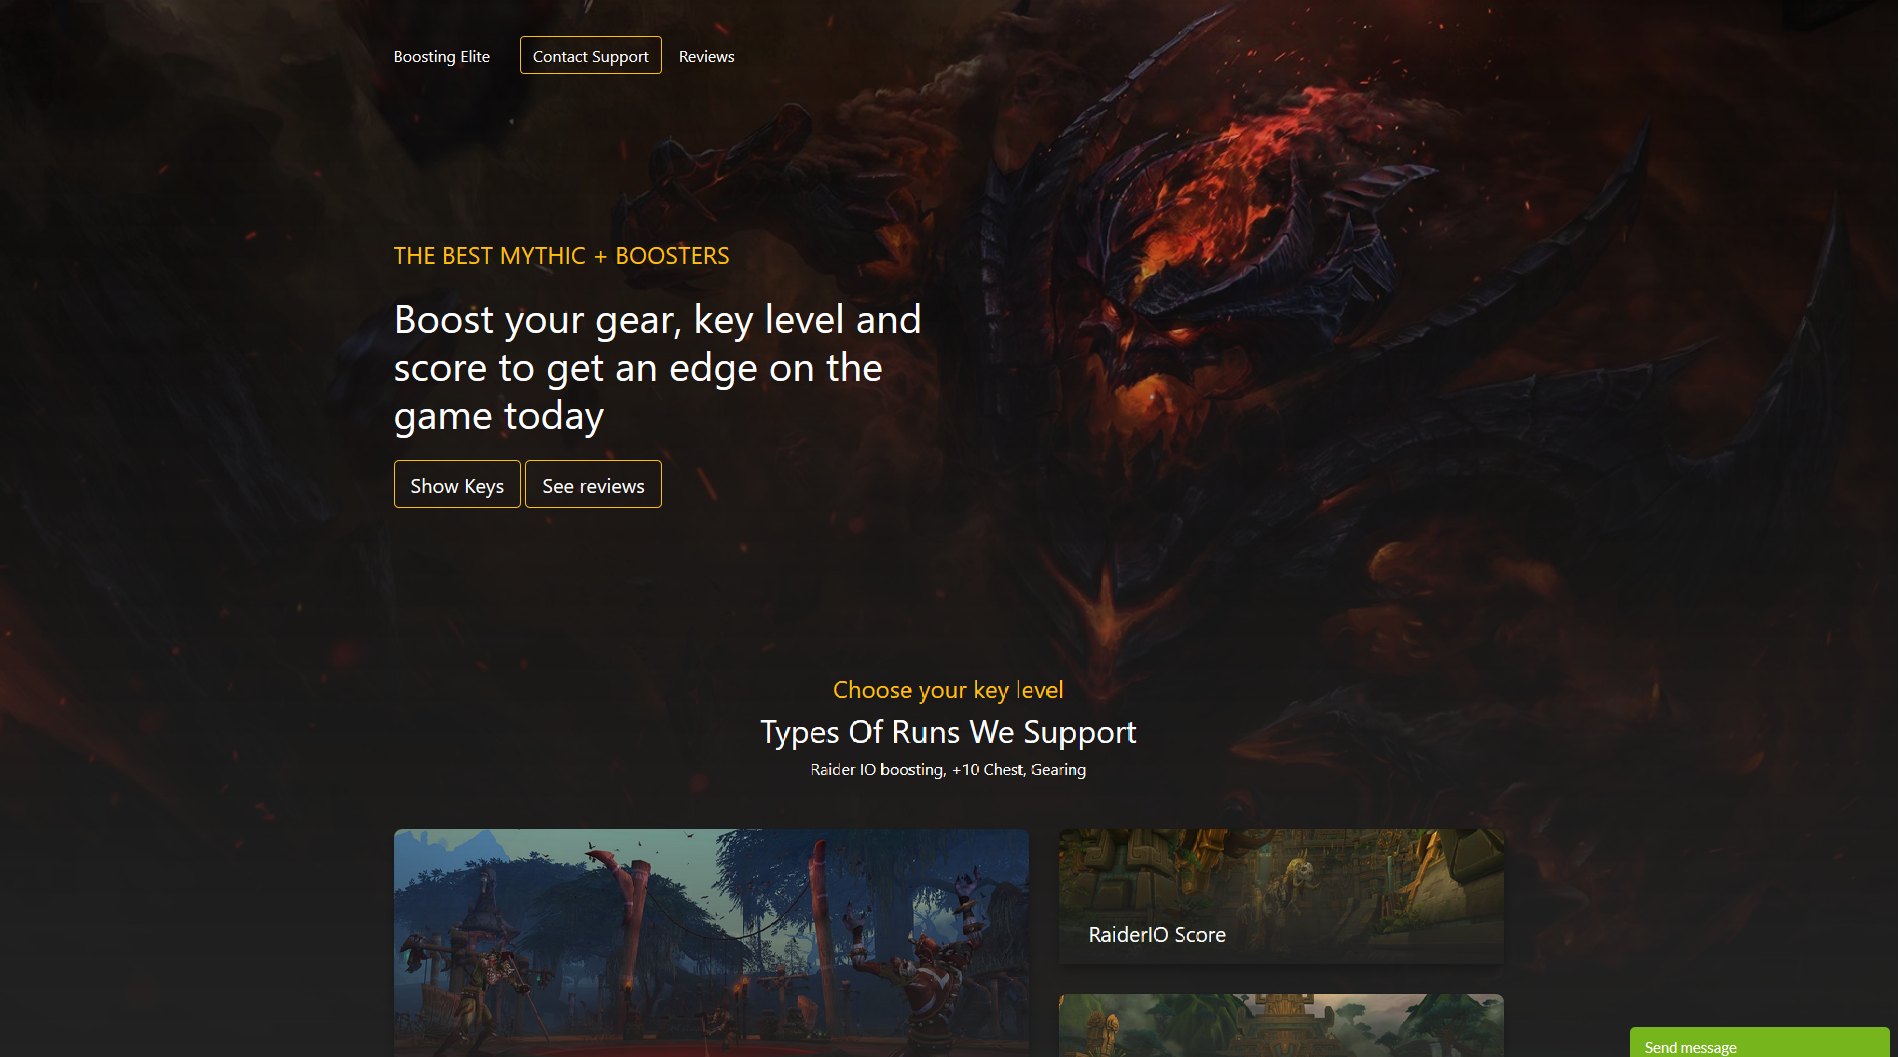 Boosting Elite
Contact Support
Reviews
THE BEST MYTHIC + BOOSTERS
Boost your gear, key level and
score to get an edge on the
game today
Show Keys
See reviews
Choose your key level
Types Of Runs We Support
Raider IO boosting, +10 Chest, Gearing
RaiderIO Score
Send message